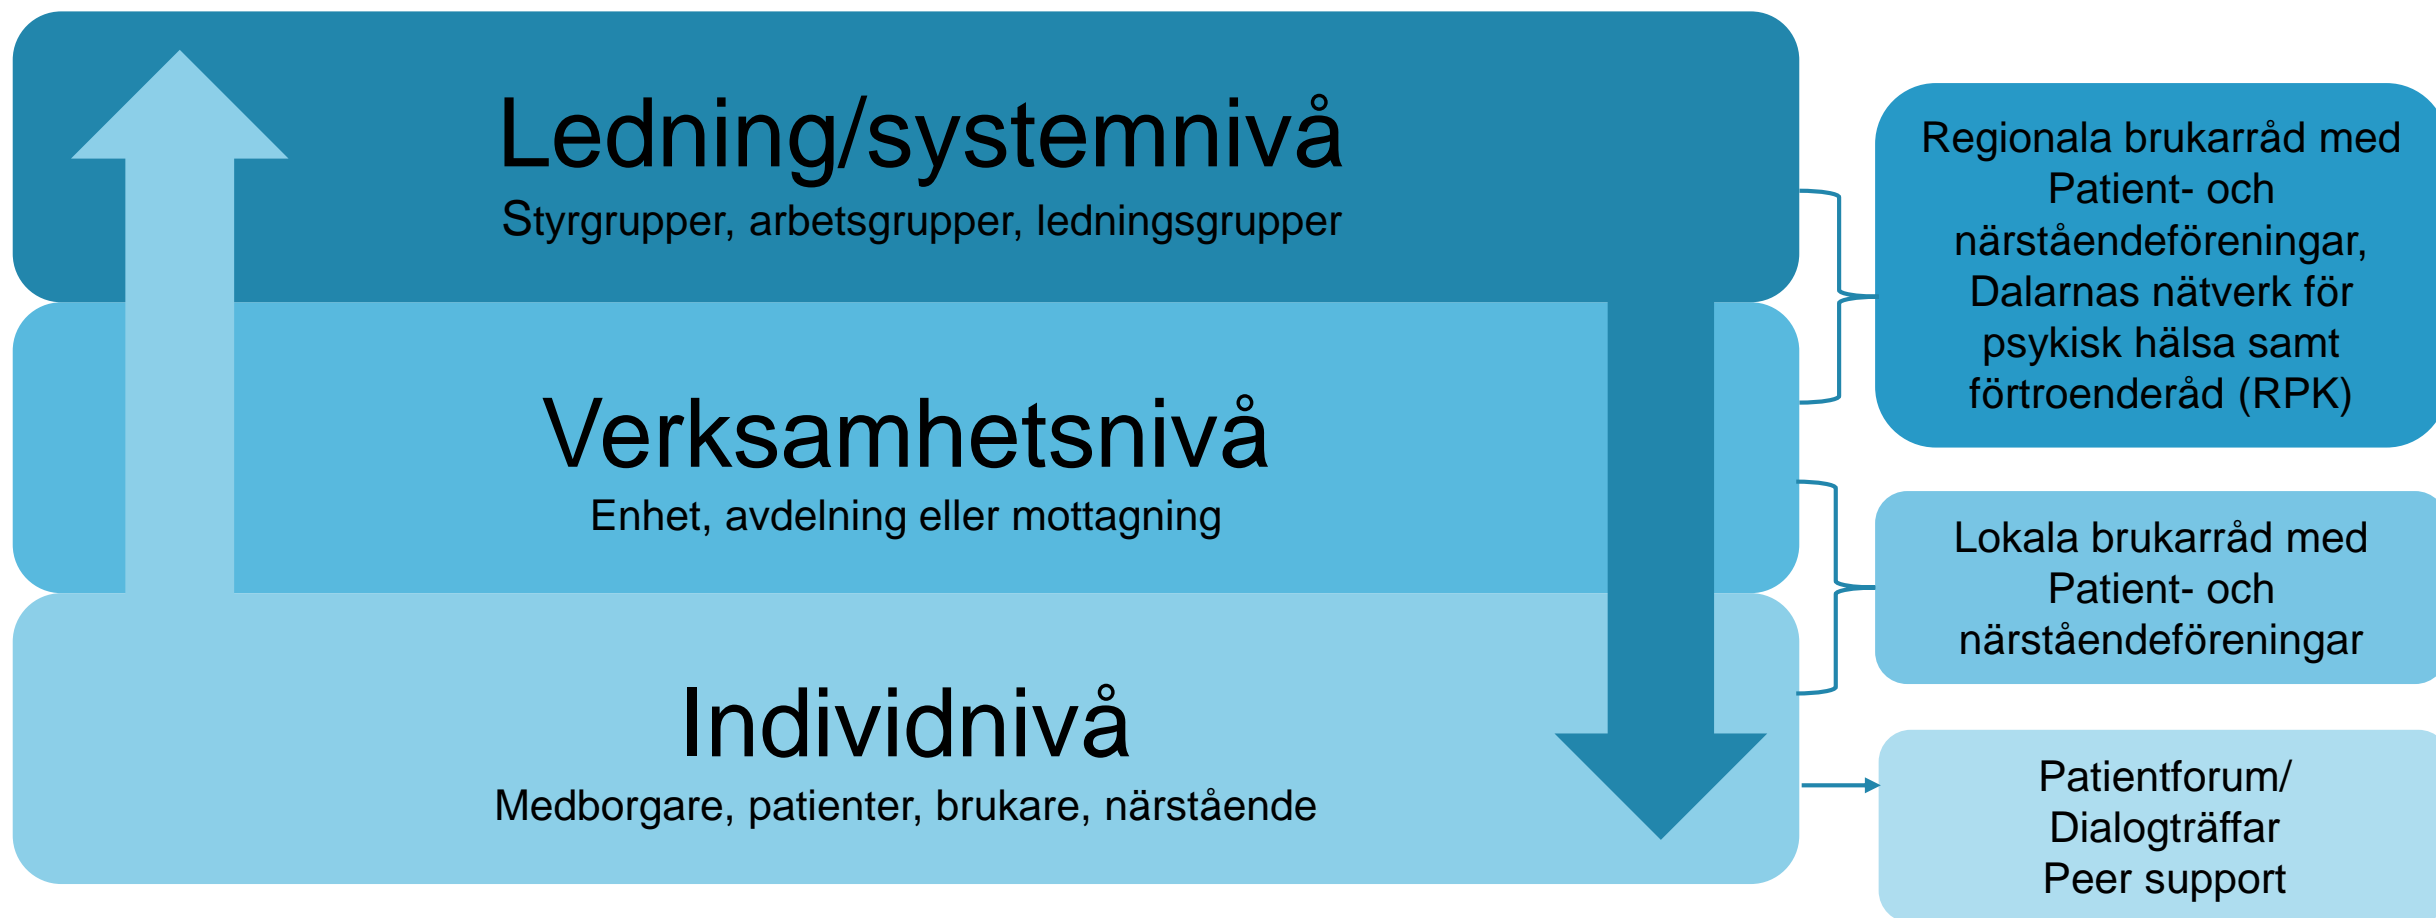 Ledning/systemnivå
Styrgrupper, arbetsgrupper, ledningsgrupper
Verksamhetsnivå
Enhet, avdelning eller mottagning
Individnivå
Medborgare, patienter, brukare, närstående
Regionala brukarråd med
Patient- och
närståendeföreningar,
Dalarnas nätverk för
psykisk hälsa samt
förtroenderåd (RPK)
Lokala brukarråd med
Patient- och
närståendeföreningar
Patientforum/
Dialogträffar
Peer support